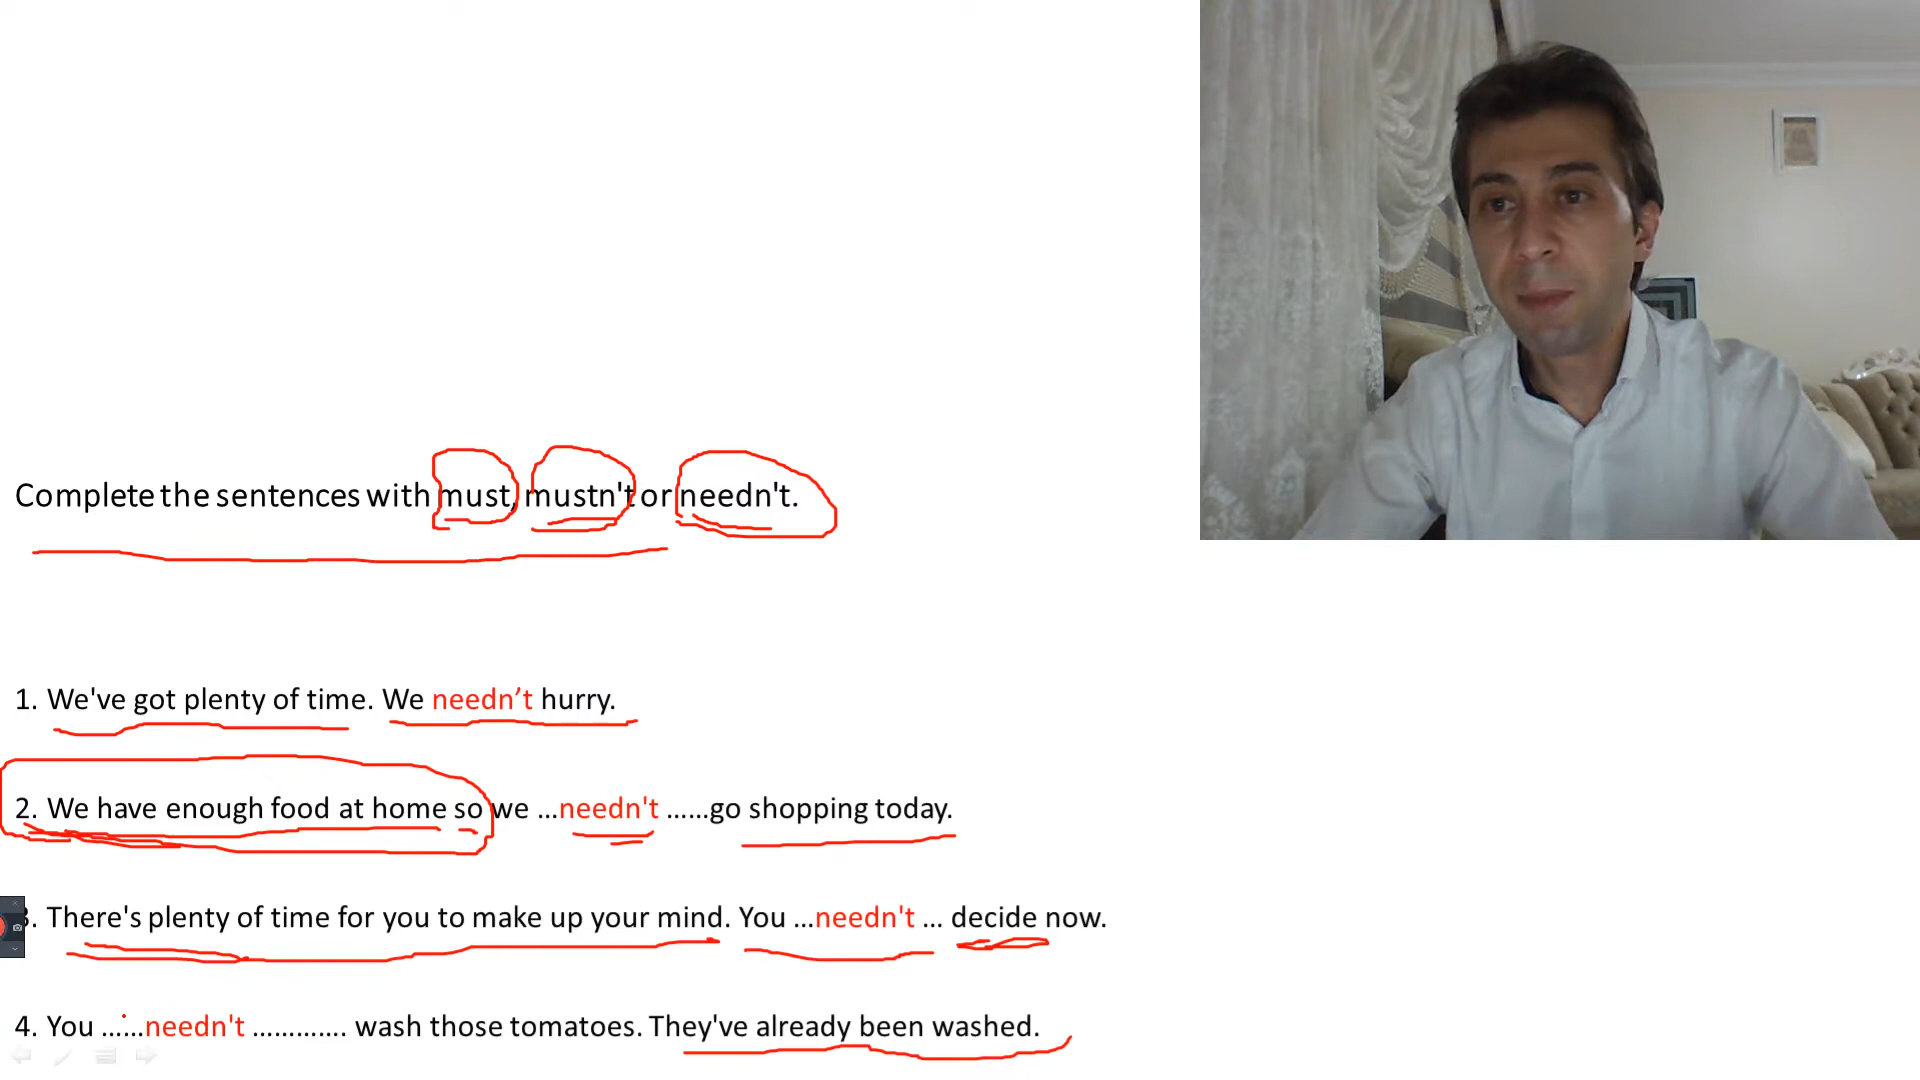 Complete the sentences with must, mustn't or needn't.
1. We've got plenty of time. We needn’t hurry.
2. We have enough food at home so we ...needn't ......go shopping today.
3. There's plenty of time for you to make up your mind. You ...needn't ... decide now.
4. You ......needn't ............. wash those tomatoes. They've already been washed.